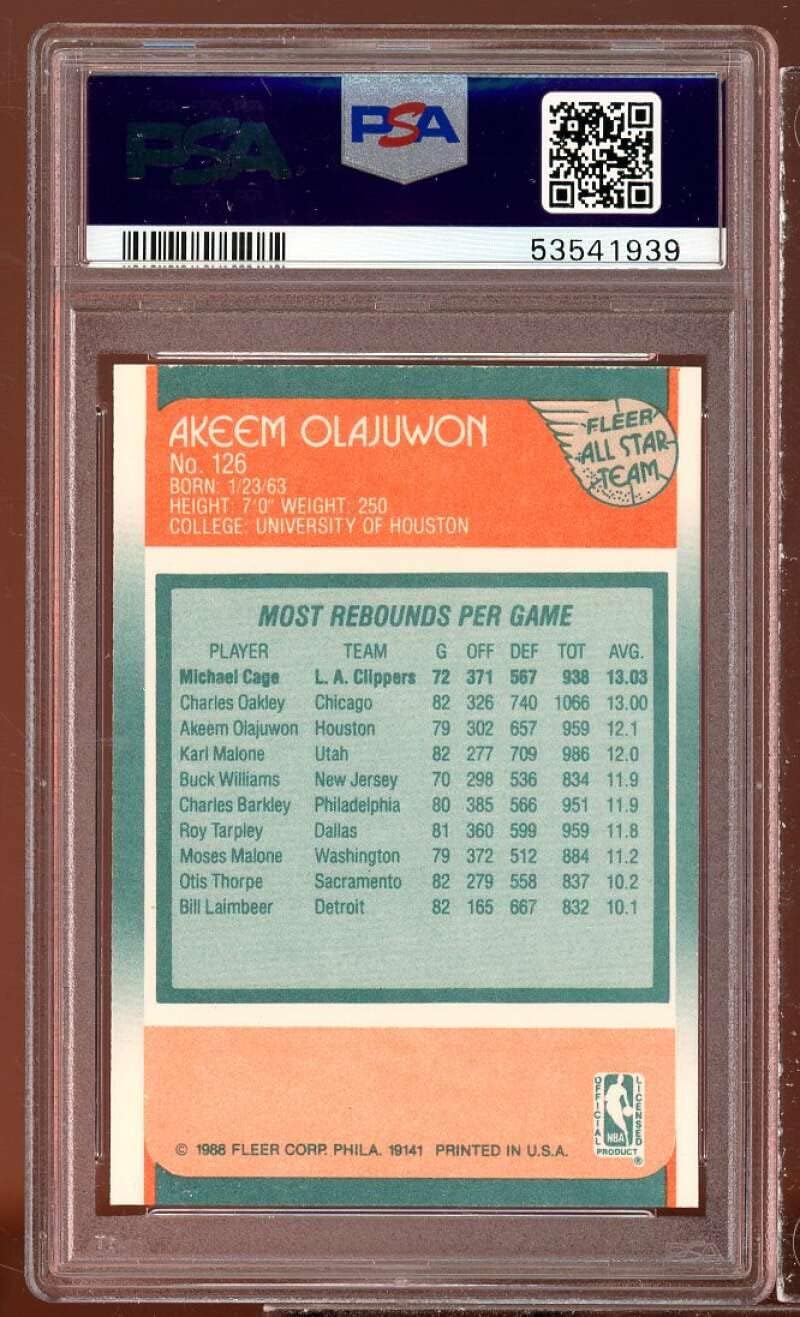 PSA PSA
53541939
AKEEM OLAJUWON
No. 126
BORN: 1/23/63
HEIGHT: 7'0" WEIGHT: 250
COLLEGE: UNIVERSITY OF HOUSTON
FLEER
ALL STAR
TEAM
MOST REBOUNDS PER GAME
PLAYER TEAM G OFF DEF TOT AVG.
Michael Cage L. A. Clippers 72 371 567 938 13.03
Charles Oakley Chicago 82 326 740 1066 13.00
Akeem Olajuwon Houston 79 302 657 959 12.1
Karl Malone Utah 82 277 709 986 12.0
Buck Williams New Jersey 70 298 536 834 11.9
Charles Barkley Philadelphia 80 385 566 951 11.9
Roy Tarpley Dallas 81 360 599 959 11.8
Moses Malone Washington 79 372 512 884 11.2
Otis Thorpe Sacramento 82 279 558 837 10.2
Bill Laimbeer Detroit 82 165 667 832 10.1
OFFICIAL
LICENSED
NBA
PRODUCT
®
© 1988 FLEER CORP. PHILA. 19141 PRINTED IN U.S.A.
PSA